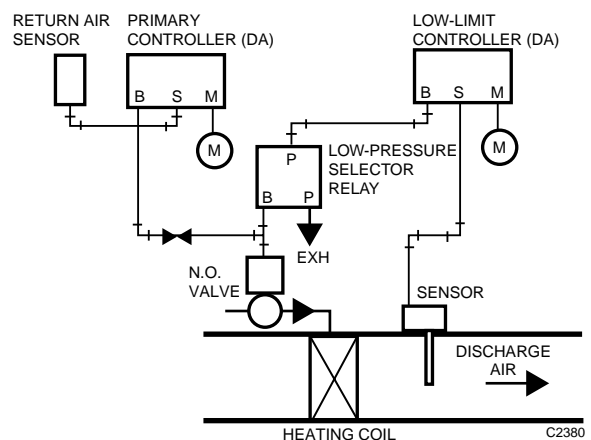 RETURN AIR
SENSOR
PRIMARY
CONTROLLER (DA)
LOW-LIMIT
CONTROLLER (DA)
B S M
B S M
M
M
P
LOW-PRESSURE
SELECTOR
RELAY
B P
EXH
N.O.
VALVE
SENSOR
DISCHARGE
AIR
HEATING COIL
C2380